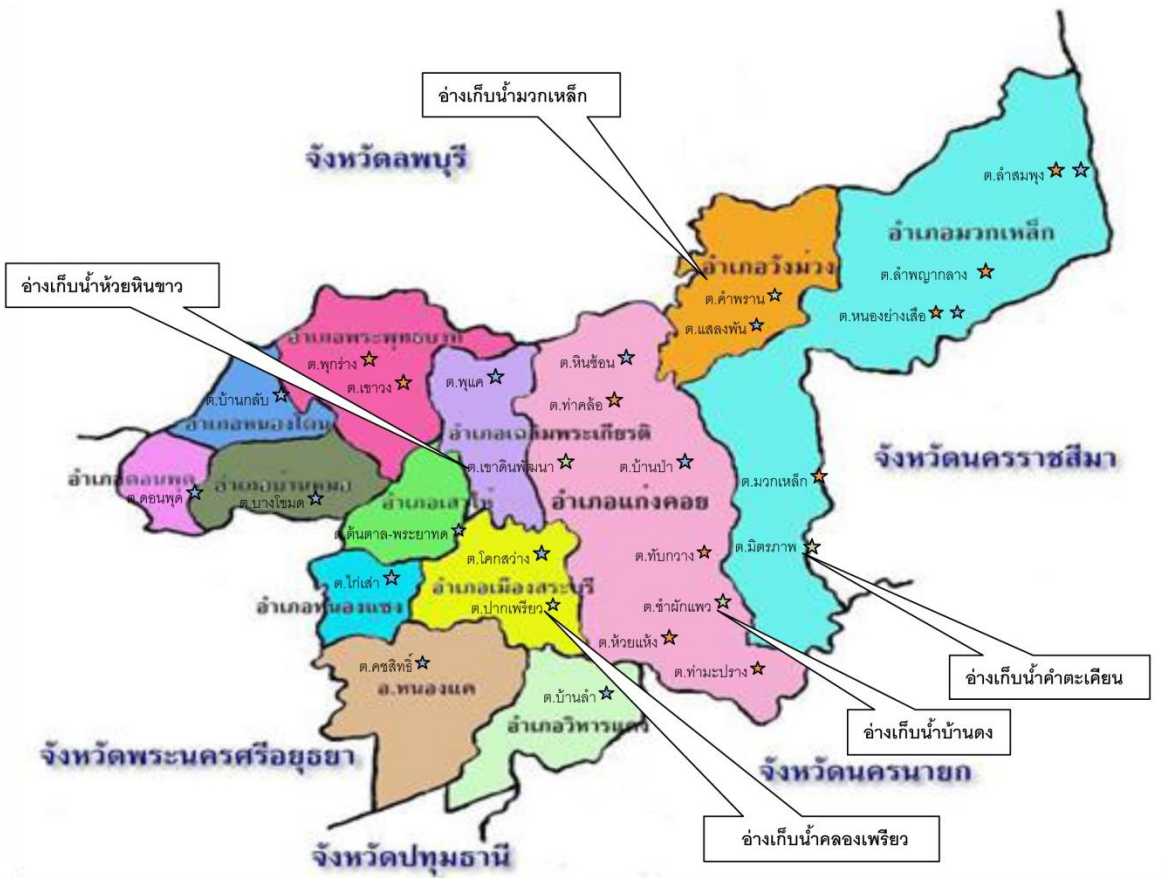 อ่างเก็บน้ำมวกเหล็ก
จังหวัดลพบุรี
ต.ลำสมพุง
อำเภอมวกเหล็ก
อำเภอวังม่วง
ต.ลำพญากลาง
อ่างเก็บน้ำห้วยหินขาว
ต.คำพราน
ต.หนองย่างเสือ
ต.แสลงพัน
อำเภอพระพุทธบาท
ต.พุกร่าง
ต.หินซ้อน
ต.เขาวง
ต.พุแค
ต.บ้านกลับ
ต.ท่าคล้อ
อำเภอหนองโดน
อำเภอเฉลิมพระเกียรติ
จังหวัดนครราชสีมา
ต.เขาดินพัฒนา
ต.บ้านป่า
อำเภอดอนพุด
อำเภอบ้านหมอ
ต.มวกเหล็ก
ต.ดอนพุด
ต.บางโขมด
อำเภอเสาไห้
อำเภอแก่งคอย
ต.ต้นตาล-พระยาทด
ต.โคกสว่าง
ต.ทับกวาง
ต.มิตรภาพ
ต.ไก่เส่า
อำเภอเมืองสระบุรี
อำเภอหนองแซง
ต.ปากเพรียว
ต.ชำผักแพว
ต.ห้วยแห้ง
ต.คชสิทธิ์
ต.ท่ามะปราง
อ่างเก็บน้ำคำตะเคียน
อ.หนองแค
ต.บ้านลำ
อำเภอวิหารแดง
อ่างเก็บน้ำบ้านดง
จังหวัดพระนครศรีอยุธยา
จังหวัดนครนายก
อ่างเก็บน้ำคลองเพรียว
จังหวัดปทุมธานี